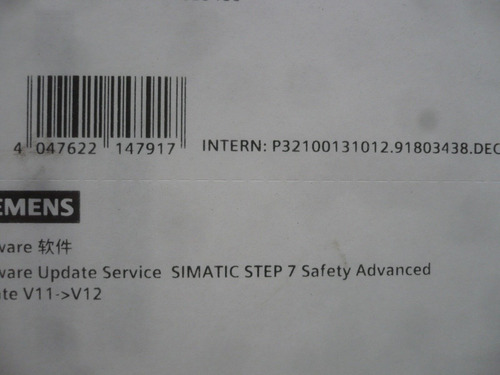 4 047622 147917
INTERN: P32100131012.91803438.DEC
EMENS
ware 软件
ware Update Service SIMATIC STEP 7 Safety Advanced
te V11->V12